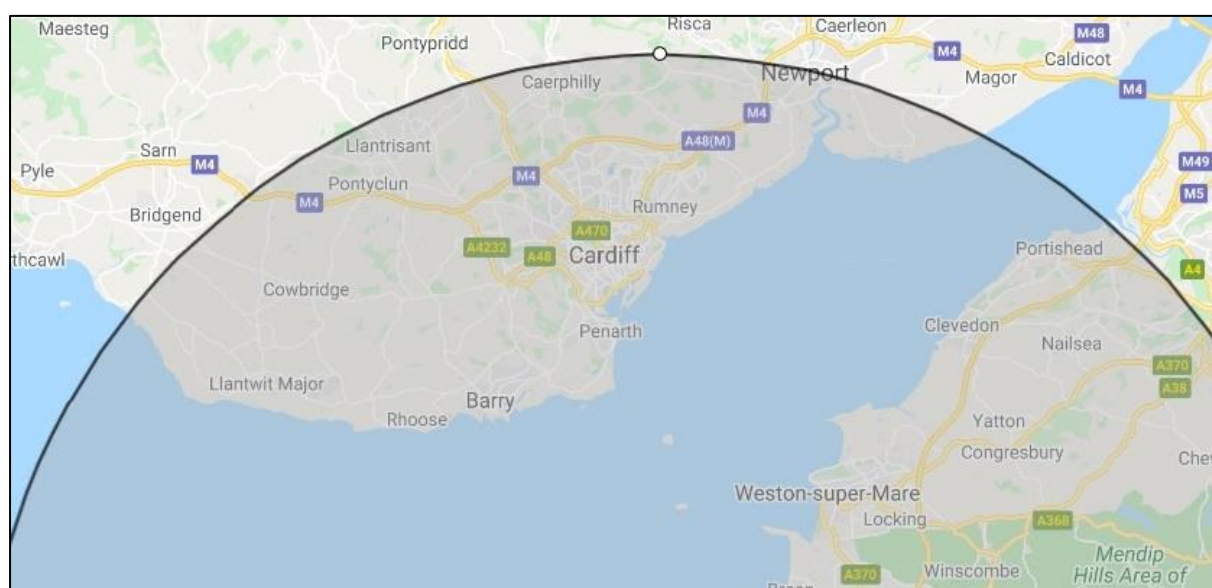 Maesteg
Risca
Caerleon
M48
Pontypridd
M4
Caldicot
Caerphilly
Newport
Magor
M4
M4
Sarn
Llantrisant
A48(M)
M49
Pyle
M4
M4
Pontyclun
M4
M5
Bridgend
Rumney
A470
A4232
A48
Cardiff
Portishead
thcawl
A4
Cowbridge
Penarth
Clevedon
Nailsea
A370
Llantwit Major
A38
Barry
Rhoose
Yatton
Congresbury
Chew
Weston-super-Mare
Locking
A368
Mendip
Hills Area of
A370
Winscombe